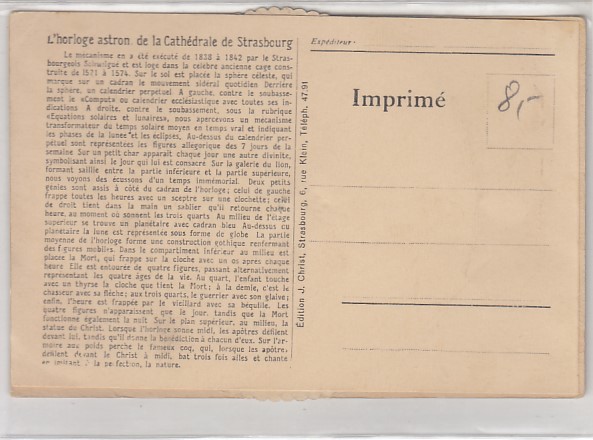 L'horloge astron. de la Cathédrale de Strasbourg
Le mécanisme en a été exécuté de 1838 à 1842 par le Stras-
bourgeois Schwilgué et est logé dans la célèbre ancienne cage cons-
truite de 1571 à 1574. Sur le sol est placée la sphère céleste, qui
marque sur un cadran le mouvement sidéral quotidien Derrière
la sphère, un calendrier perpétuel A gauche, contre le soubasse-
ment le «Comput» ou calendrier ecclésiastique avec toutes ses in-
dications A droite, contre le soubassement, sous la rubrique
«Equations solaires et lunaires», nous apercevons un mécanisme
transformateur du temps solaire moyen en temps vrai et indiquant
les phases de la lune et les éclipses, Au-dessus du calendrier per-
pétuel sont représentées les figures allégorique des 7 jours de la
semaine Sur un petit char apparaît chaque jour une autre divinité,
symbolisant ainsi le jour qui lui est consacré Sur la galerie du lion,
formant saillie entre la partie inférieure et la partie supérieure,
nous voyons des écussons d'un temps immémorial. Deux petits
génies sont assis à côté du cadran de l'horloge; celui de gauche
frappe toutes les heures avec un sceptre sur une clochette; celui
de droit tient dans la main un sablier qu'il retourne chaque
heure, au moment où sonnent les trois quarts Au milieu de l'étage
supérieur se trouve un planétaire avec cadran bleu Au-dessus du
planétaire la lune est représentée sous forme de globe La partie
moyenne de l'horloge forme une construction gothique renfermant
des figures mobiles. Dans le compartiment inférieur au milieu est
placée la Mort, qui frappe sur la cloche avec un os après chaque
heure Elle est entourée de quatre figures, passant alternativement
représentant les quatre âges de la vie. Au quart, l'enfant touche
avec un thyrse la cloche que tient la Mort; à la demie, c'est le
chasseur avec sa flèche; aux trois quarts, le guerrier avec son glaive;
enfin, l'heure est frappée par le vieillard avec sa béquille. Les
quatre figures n'apparaissent que le jour, tandis que la Mort
fonctionne également la nuit Sur le plan supérieur, au milieu, la
statue du Christ. Lorsque l'horloge sonne midi, les apôtres défilent
devant lui, tandis qu'il donne la bénédiction à chacun d'eux. Sur l'ar-
moire aux poids perche le fameux coq, qui, lorsque les apôtres
défilent devant le Christ à midi, bat trois fois ailes et chante
en imitant à la perfection, la nature.
Edition J. Christ, Strasbourg, 6, rue Klein, Téléph. 47.91
Expéditeur:
Imprimé
8,-